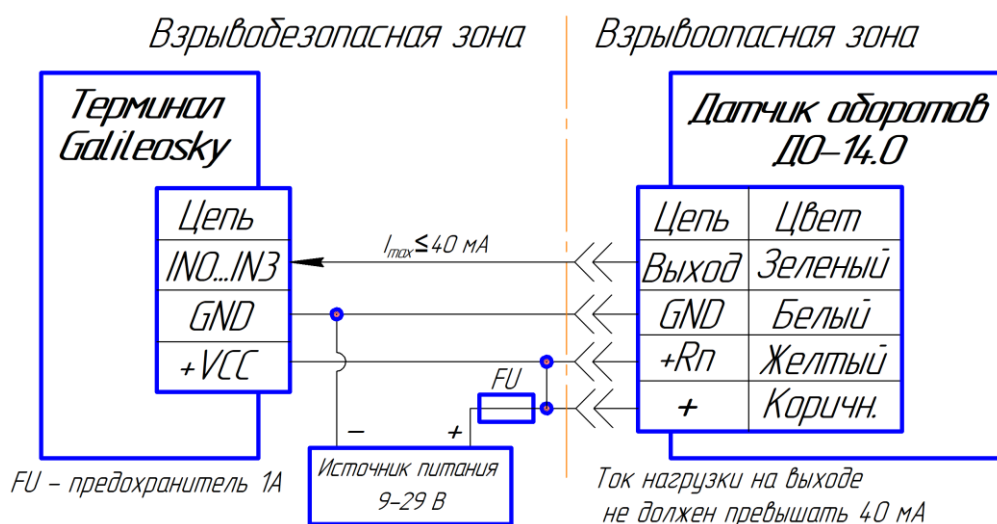 Взрывобезопасная зона
Взрывоопасная зона
Терминал
Galileosky
Цепь
IN0...IN3
GND
+VCC
Imax≤40 мА
Датчик оборотов
ДО-14.0
Цепь Цвет
Выход Зеленый
GND Белый
+Rп Желтый
+ Коричн.
FU
– +
Источник питания
9-29 В
FU - предохранитель 1А
Ток нагрузки на выходе
не должен превышать 40 мА